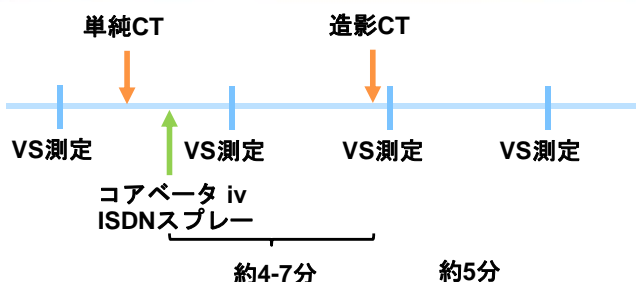 単純CT
造影CT
VS測定
VS測定
VS測定
VS測定
コアベータ iv
ISDNスプレー
約4-7分
約5分